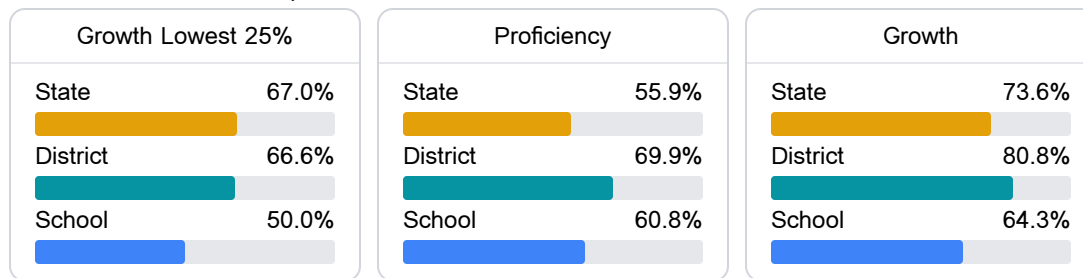 Growth Lowest 25%
State 67.0%
District 66.6%
School 50.0%
Proficiency
State 55.9%
District 69.9%
School 60.8%
Growth
State 73.6%
District 80.8%
School 64.3%